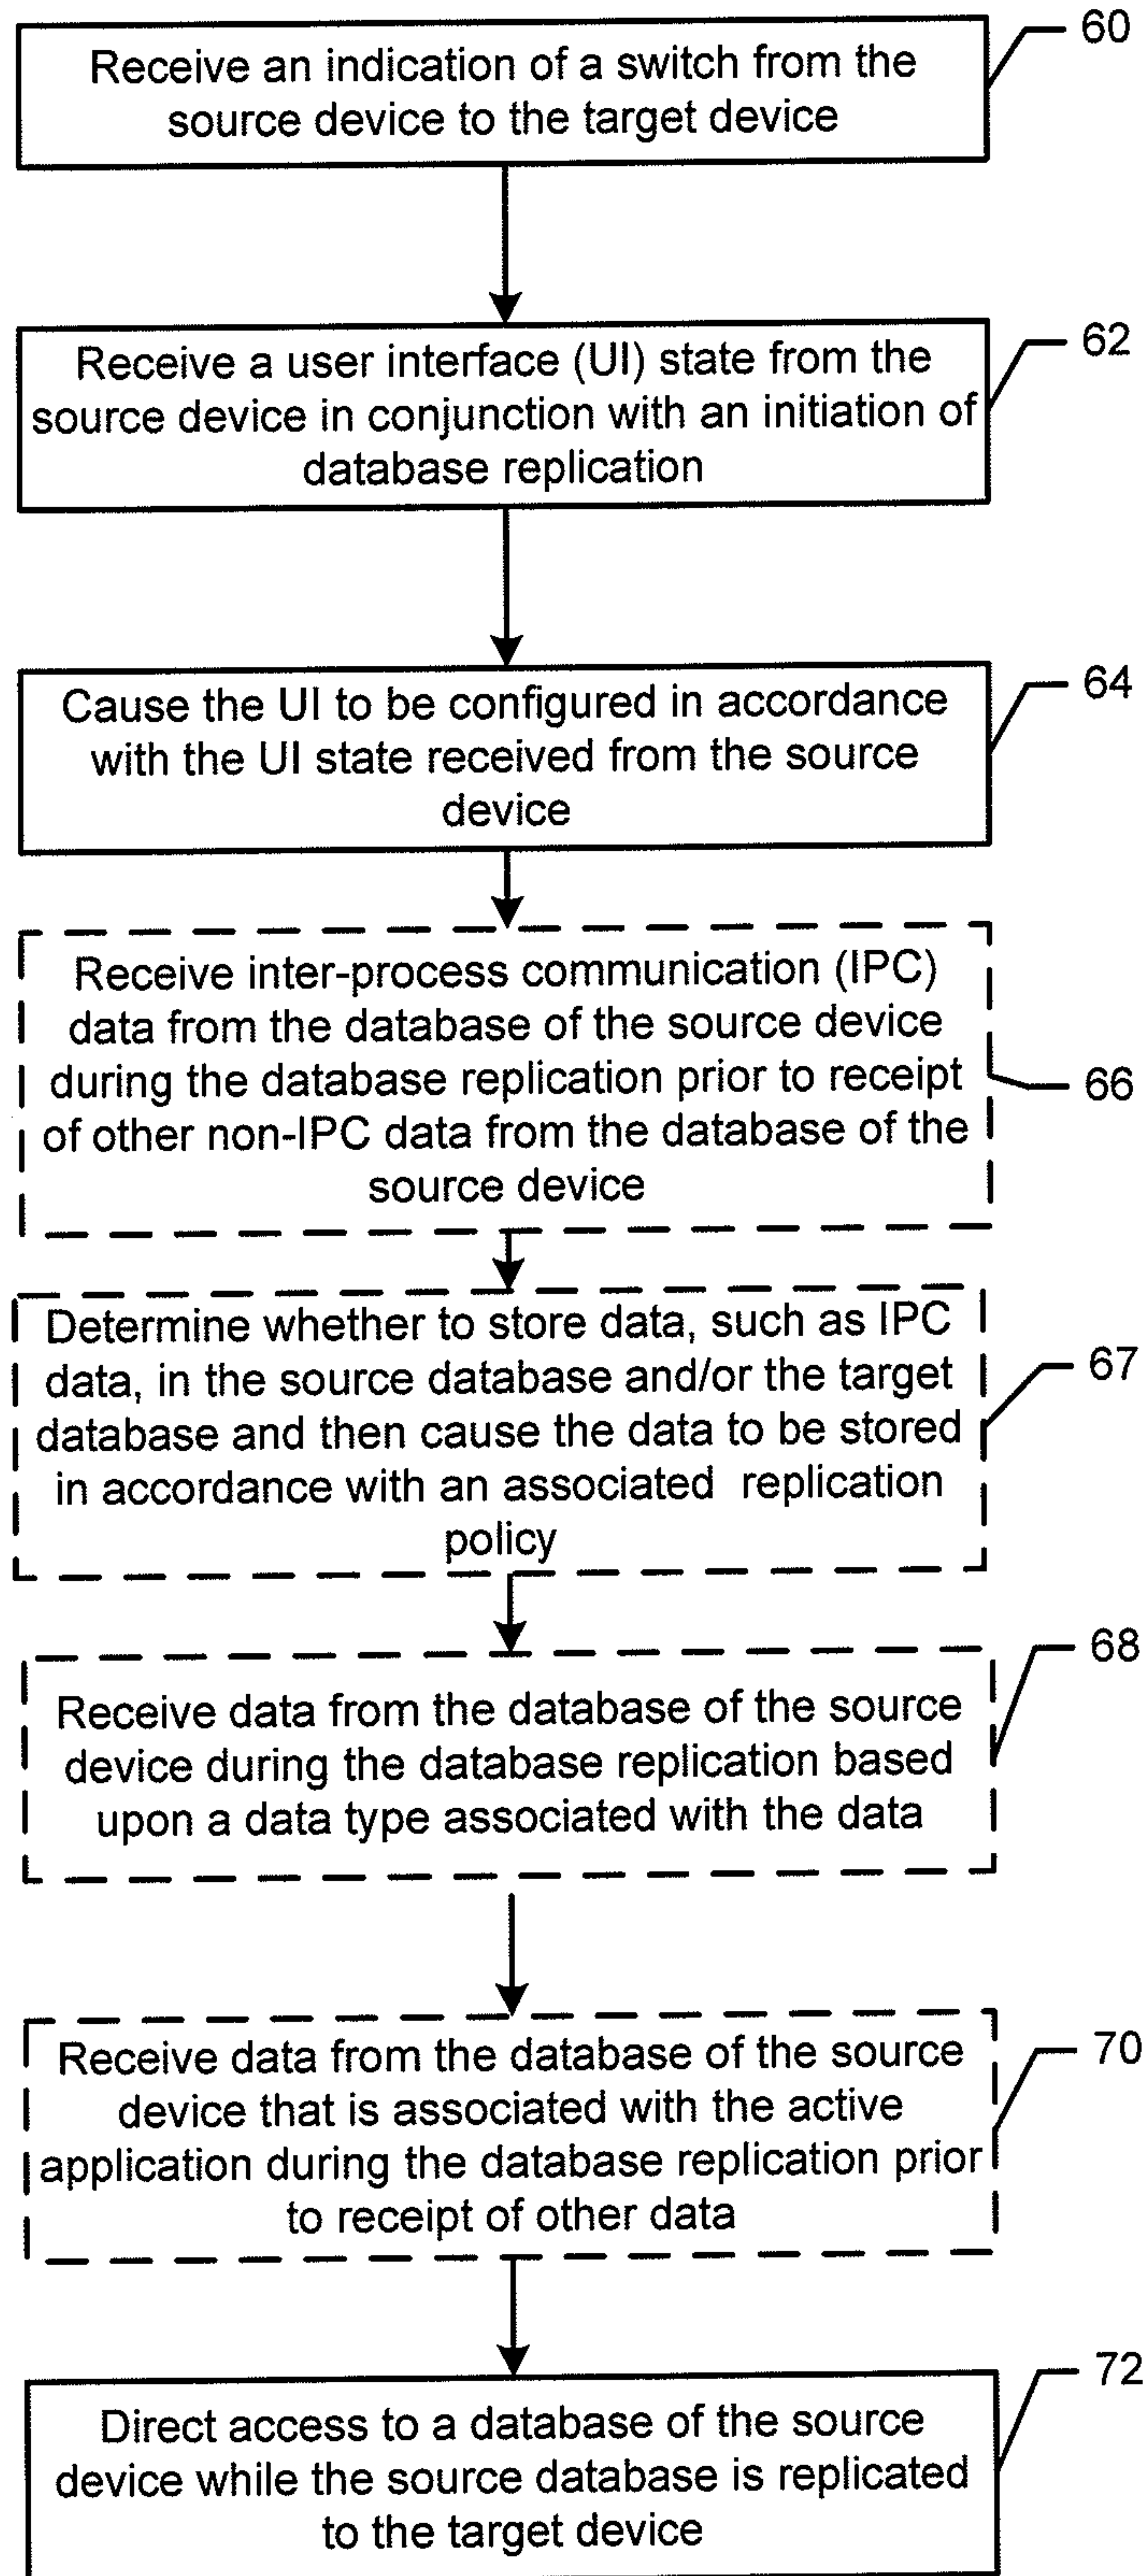 60
Receive an indication of a switch from the
source device to the target device
62
Receive a user interface (UI) state from the
source device in conjunction with an initiation of
database replication
64
Cause the UI to be configured in accordance
with the UI state received from the source
device
Receive inter-process communication (IPC)
data from the database of the source device
during the database replication prior to receipt
66
of other non-IPC data from the database of the
source device
Determine whether to store data, such as IPC
data, in the source database and/or the target
67
database and then cause the data to be stored
in accordance with an associated replication
policy
68
Receive data from the database of the source
device during the database replication based
upon a data type associated with the data
70
Receive data from the database of the source
device that is associated with the active
application during the database replication prior
to receipt of other data
72
Direct access to a database of the source
device while the source database is replicated
to the target device